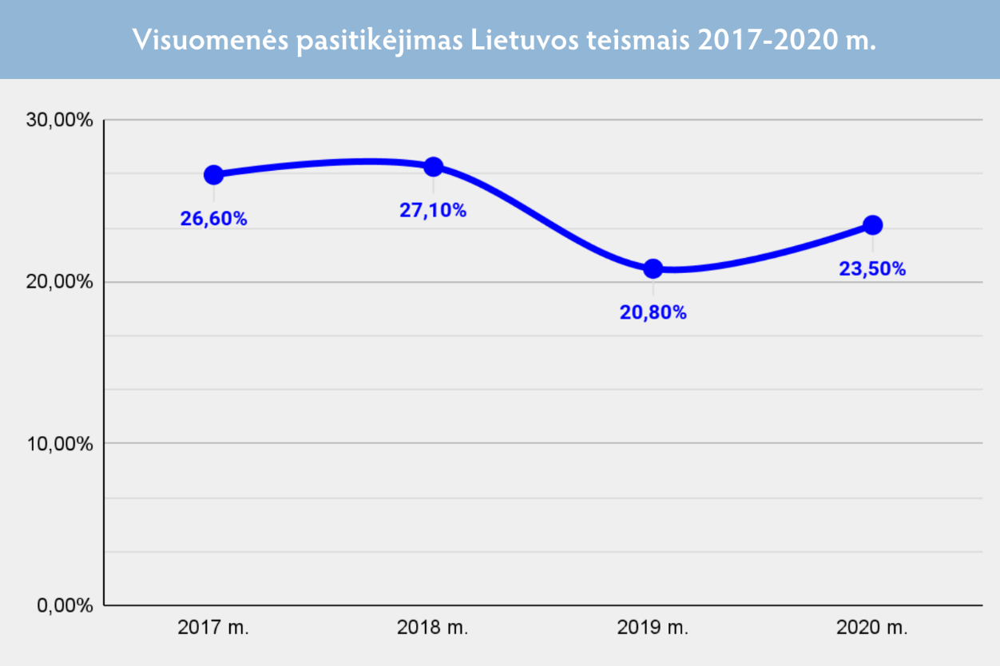 Visuomenės pasitikėjimas Lietuvos teismais 2017-2020 m.
30,00%
26,60%
27,10%
20,00%
23,50%
20,80%
10,00%
0,00%
2017 m.
2018 m.
2019 m.
2020 m.